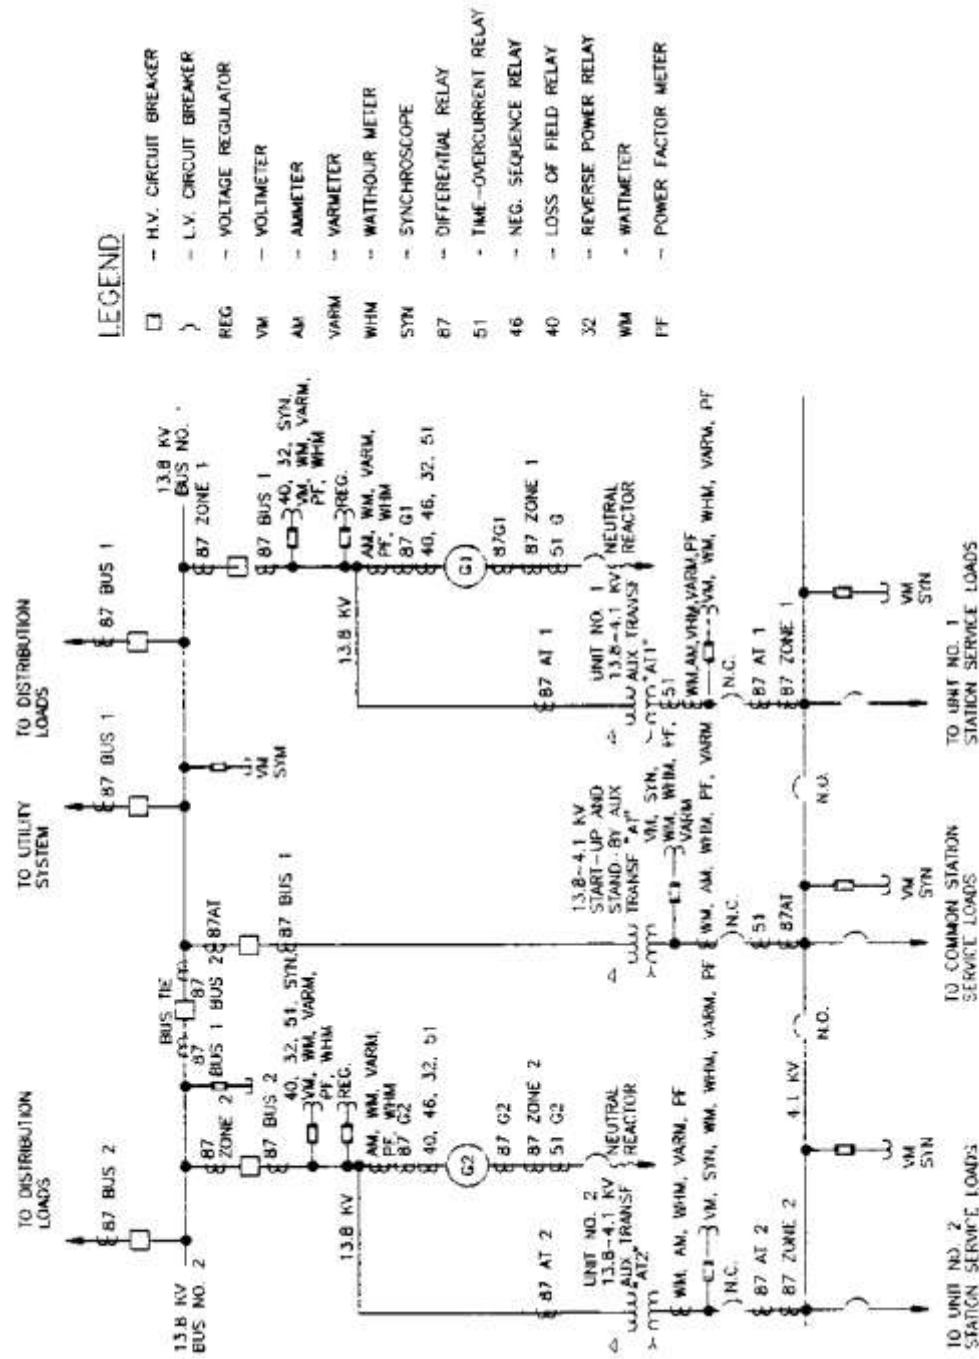 LEGEND
□ - H.V. CIRCUIT BREAKER
) - L.V. CIRCUIT BREAKER
REG - VOLTAGE REGULATOR
VM - VOLTMETER
AM - AMMETER
VARM - VARMETER
WHM - WATTHOUR METER
SYN - SYNCHROSCOPE
87 - DIFFERENTIAL RELAY
51 - TIME-OVERCURRENT RELAY
46 - NEG. SEQUENCE RELAY
40 - LOSS OF FIELD RELAY
32 - REVERSE POWER RELAY
WM - WATTMETER
PF - POWER FACTOR METER
TO DISTRIBUTION
LOADS
87 BUS 2
13.8 KV
BUS NO. 2
BUS TIE
87
BUS 1
87
BUS 2
TO UTILITY
SYSTEM
87 BUS 1
VM
SYM
TO DISTRIBUTION
LOADS
87 BUS 1
13.8 KV
BUS NO.
87
ZONE 2
87 BUS 2
40, 32, 51, SYN,
VM, WM, VARM,
PF, WHM
REG.
13.8 KV
AM, WM, VARM,
PF, WHM
87 G2
40, 46, 32, 51
G2
87 G2
87 ZONE 2
51 G2
NEUTRAL
REACTOR
87 AT 2
UNIT NO. 2
13.8-4.1 KV
AUX TRANSF
"AT2"
WM, AM, WHM, VARM, PF
VM, SYN, WM, WHM, VARM, PF
N.C.
87 AT 2
87 ZONE 2
TO UNIT NO. 2
STATION SERVICE LOADS
4.1 KV
VM
SYN
N.O.
87AT
87 BUS 1
13.8-4.1 KV
START-UP AND
STAND-BY AUX
TRANSF "AT"
VM, SYN,
WM, WHM, PF,
VARM
WM, AM, WHM, PF, VARM
N.C.
51
87AT
TO COMMON STATION
SERVICE LOADS
VM
SYN
N.O.
87 ZONE 1
87 BUS 1
40, 32, SYN,
VM, WM, VARM,
PF, WHM
REG.
13.8 KV
AM, WM, VARM,
PF, WHM
87 G1
40, 46, 32, 51
G1
87G1
87 ZONE 1
51 G
NEUTRAL
REACTOR
87 AT 1
UNIT NO. 1
13.8-4.1 KV
AUX TRANSF
"AT1"
51
WM,AM,VHM,VARM,PF
VM, WM, WHM, VARM, PF
N.C.
87 AT 1
87 ZONE 1
TO UNIT NO. 1
STATION SERVICE LOADS
VM
SYN